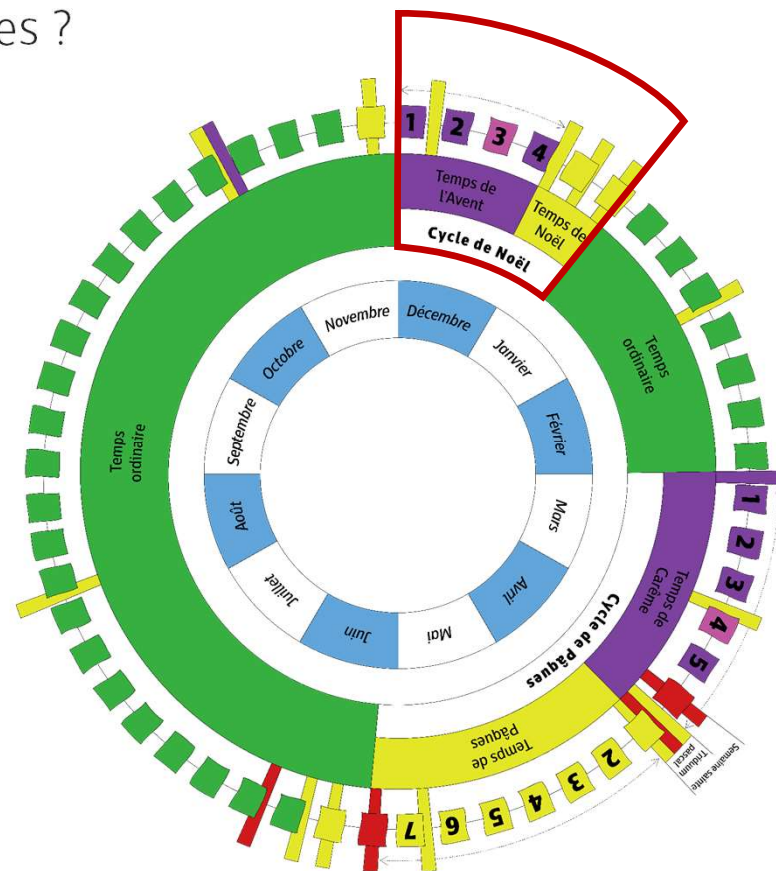 es ?
1
2
3
4
Temps de
l'Avent
Temps de
Noël
Cycle de Noël
Temps
ordinaire
1
2
3
4
5
Temps de
Carême
Cycle de Pâques
Semaine sainte
Triduum
pascal
Temps de
Pâques
2
3
4
5
6
7
Temps
ordinaire
Décembre
Janvier
Février
Mars
Avril
Mai
Juin
Juillet
Août
Septembre
Octobre
Novembre